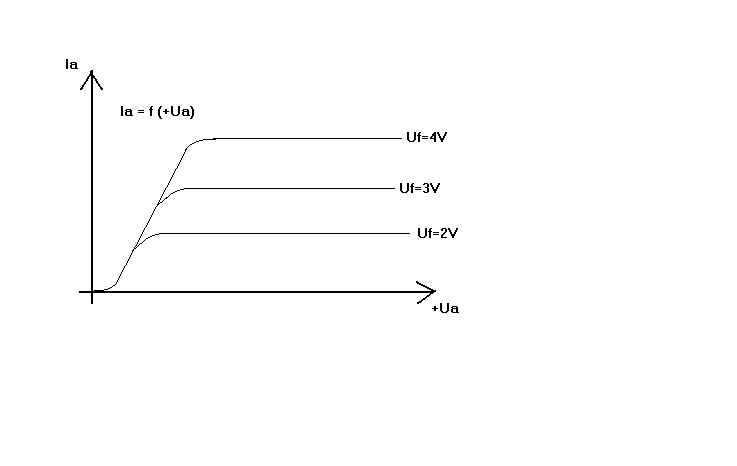 Ia
Ia = f (+Ua)
Uf=4V
Uf=3V
Uf=2V
+Ua